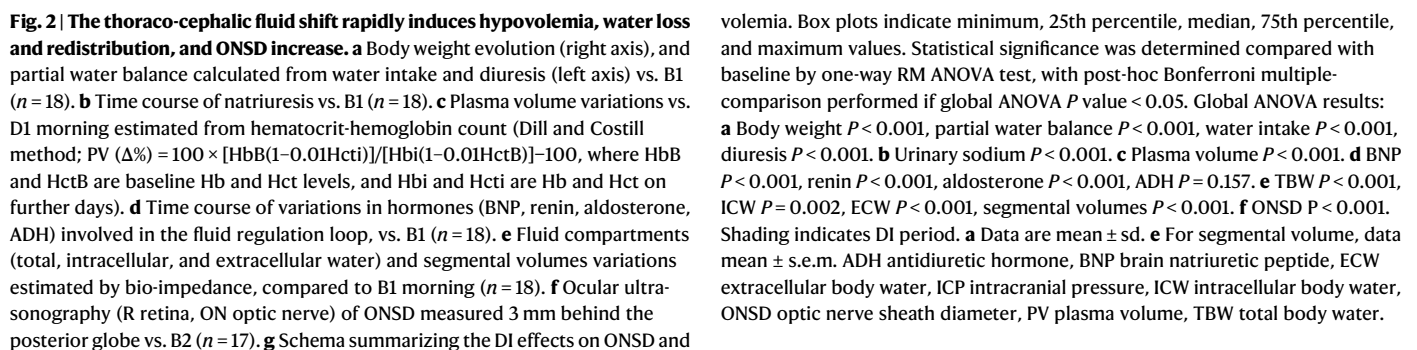 Fig. 2 | The thoraco-cephalic fluid shift rapidly induces hypovolemia, water loss
and redistribution, and ONSD increase. a Body weight evolution (right axis), and
partial water balance calculated from water intake and diuresis (left axis) vs. B1
(n = 18). b Time course of natriuresis vs. B1 (n = 18). c Plasma volume variations vs.
D1 morning estimated from hematocrit-hemoglobin count (Dill and Costill
method; PV (Δ%) = 100 × [HbB(1–0.01Hcti)]/[Hbi(1–0.01HctB)]–100, where HbB
and HctB are baseline Hb and Hct levels, and Hbi and Hcti are Hb and Hct on
further days). d Time course of variations in hormones (BNP, renin, aldosterone,
ADH) involved in the fluid regulation loop, vs. B1 (n = 18). e Fluid compartments
(total, intracellular, and extracellular water) and segmental volumes variations
estimated by bio-impedance, compared to B1 morning (n = 18). f Ocular ultra-
sonography (R retina, ON optic nerve) of ONSD measured 3 mm behind the
posterior globe vs. B2 (n = 17). g Schema summarizing the DI effects on ONSD and
volemia. Box plots indicate minimum, 25th percentile, median, 75th percentile,
and maximum values. Statistical significance was determined compared with
baseline by one-way RM ANOVA test, with post-hoc Bonferroni multiple-
comparison performed if global ANOVA P value < 0.05. Global ANOVA results:
a Body weight P < 0.001, partial water balance P < 0.001, water intake P < 0.001,
diuresis P < 0.001. b Urinary sodium P < 0.001. c Plasma volume P < 0.001. d BNP
P < 0.001, renin P < 0.001, aldosterone P < 0.001, ADH P = 0.157. e TBW P < 0.001,
ICW P = 0.002, ECW P < 0.001, segmental volumes P < 0.001. f ONSD P < 0.001.
Shading indicates DI period. a Data are mean ± sd. e For segmental volume, data
mean ± s.e.m. ADH antidiuretic hormone, BNP brain natriuretic peptide, ECW
extracellular body water, ICP intracranial pressure, ICW intracellular body water,
ONSD optic nerve sheath diameter, PV plasma volume, TBW total body water.